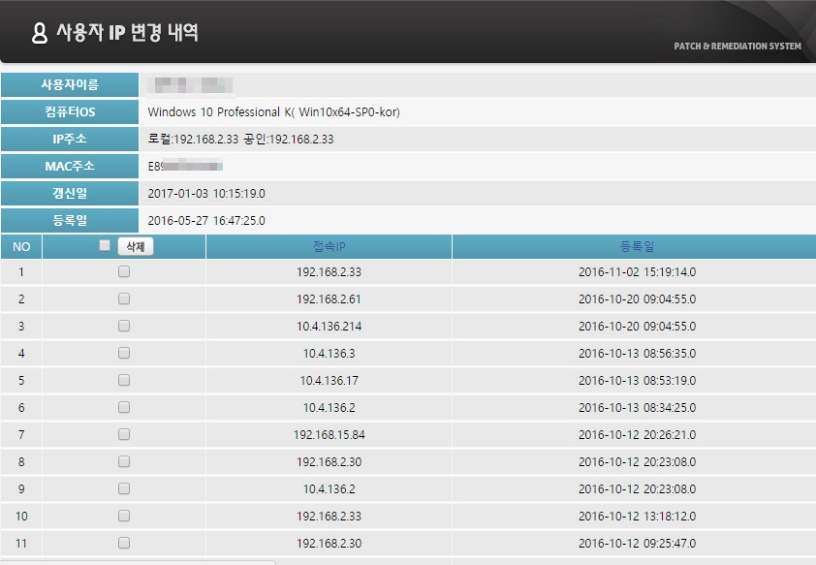 사용자 IP 변경 내역
PATCH & REMEDIATION SYSTEM
사용자이름
컴퓨터OS Windows 10 Professional K( Win10x64-SP0-kor)
IP주소 로컬:192.168.2.33 공인:192.168.2.33
MAC주소 E89
갱신일 2017-01-03 10:15:19.0
등록일 2016-05-27 16:47:25.0
NO 삭제 접속IP 등록일
1 192.168.2.33 2016-11-02 15:19:14.0
2 192.168.2.61 2016-10-20 09:04:55.0
3 10.4.136.214 2016-10-20 09:04:55.0
4 10.4.136.3 2016-10-13 08:56:35.0
5 10.4.136.17 2016-10-13 08:53:19.0
6 10.4.136.2 2016-10-13 08:34:25.0
7 192.168.15.84 2016-10-12 20:26:21.0
8 192.168.2.30 2016-10-12 20:23:08.0
9 10.4.136.2 2016-10-12 20:23:08.0
10 192.168.2.33 2016-10-12 13:18:12.0
11 192.168.2.30 2016-10-12 09:25:47.0